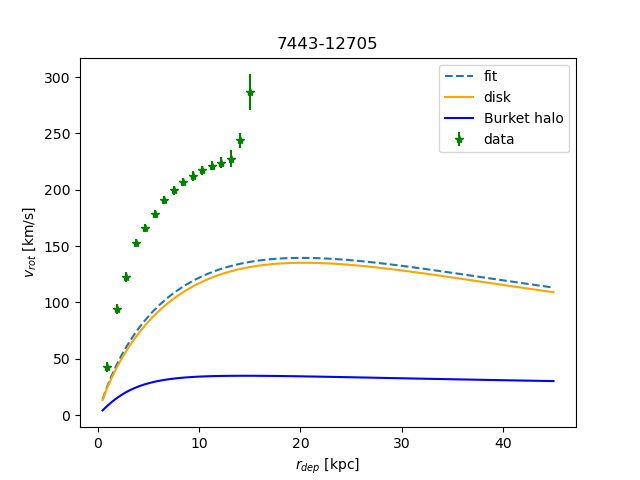 7443-12705
300
250
200
150
100
50
0
v_rot [km/s]
fit
disk
Burket halo
data
0 10 20 30 40
r_dep [kpc]